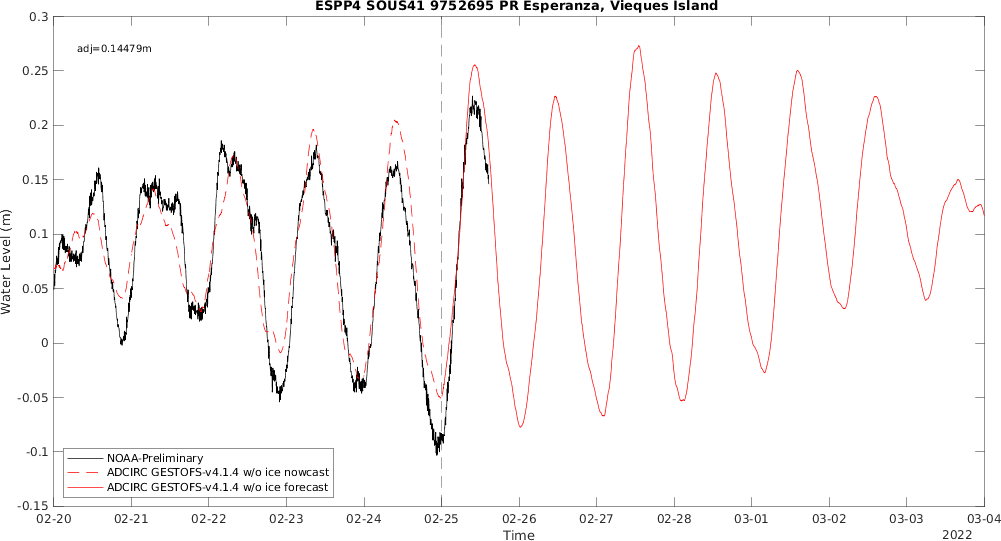 ESPP4 SOUS41 9752695 PR Esperanza, Vieques Island
adj=0.14479m
0.3
0.25
0.2
0.15
0.1
0.05
0
-0.05
-0.1
-0.15
Water Level (m)
NOAA-Preliminary
ADCIRC GESTOFS-v4.1.4 w/o ice nowcast
ADCIRC GESTOFS-v4.1.4 w/o ice forecast
02-20 02-21 02-22 02-23 02-24 02-25 02-26 02-27 02-28 03-01 03-02 03-03 03-04
Time
2022